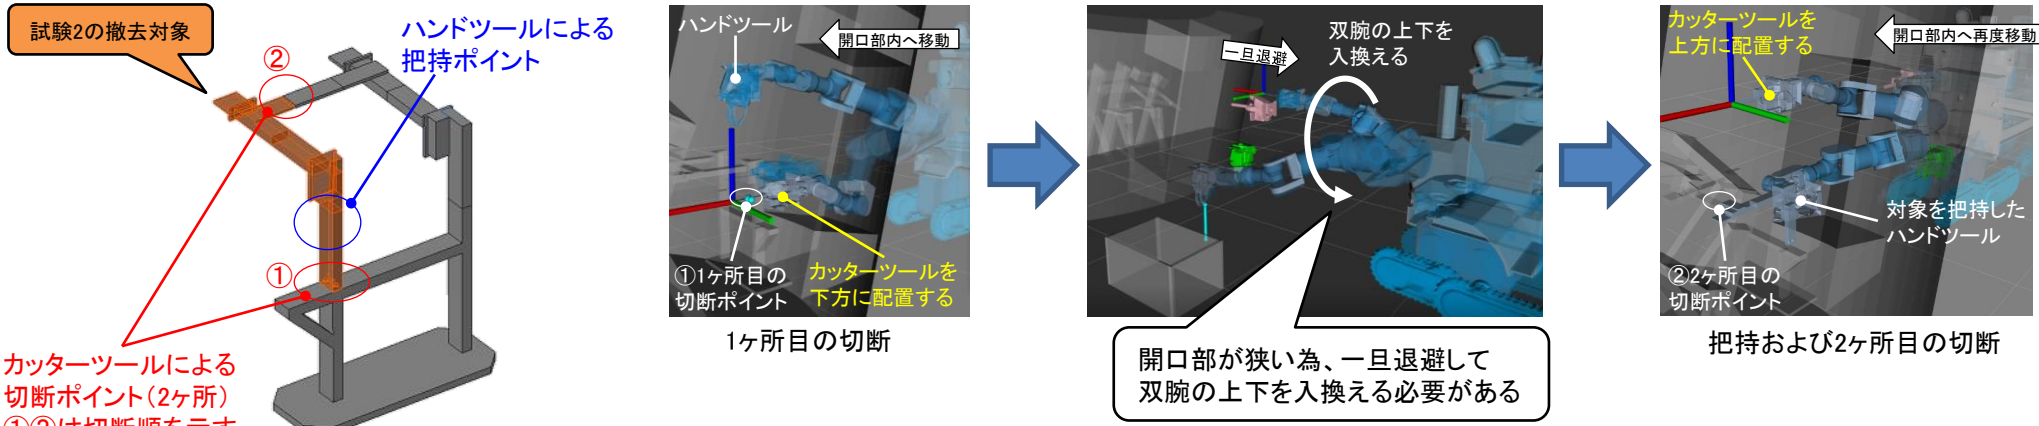 試験2の撤去対象
ハンドツールによる
把持ポイント
②
①
カッターツールによる
切断ポイント(2ヶ所)
①②は切断順を示す
ハンドツール
開口部内へ移動
①1ヶ所目の
切断ポイント
カッターツールを
下方に配置する
1ヶ所目の切断
一旦退避
双腕の上下を
入換える
開口部が狭い為、一旦退避して
双腕の上下を入換える必要がある
カッターツールを
上方に配置する
開口部内へ再度移動
対象を把持した
ハンドツール
②2ヶ所目の
切断ポイント
把持および2ヶ所目の切断